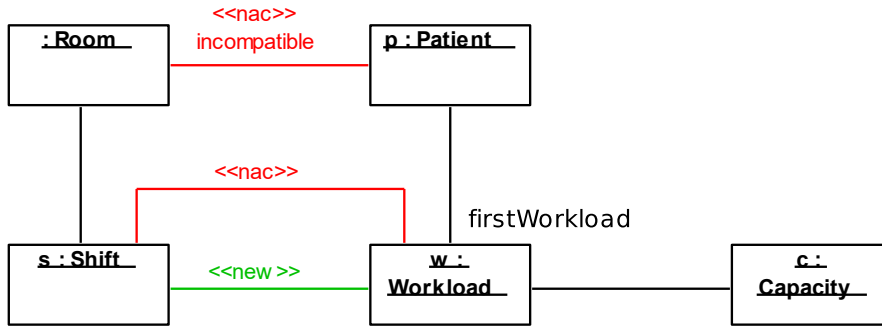 <<nac>>
incompatible
: Room
p : Patient
<<nac>>
firstWorkload
s : Shift
<<new >>
w :
Workload
c :
Capacity